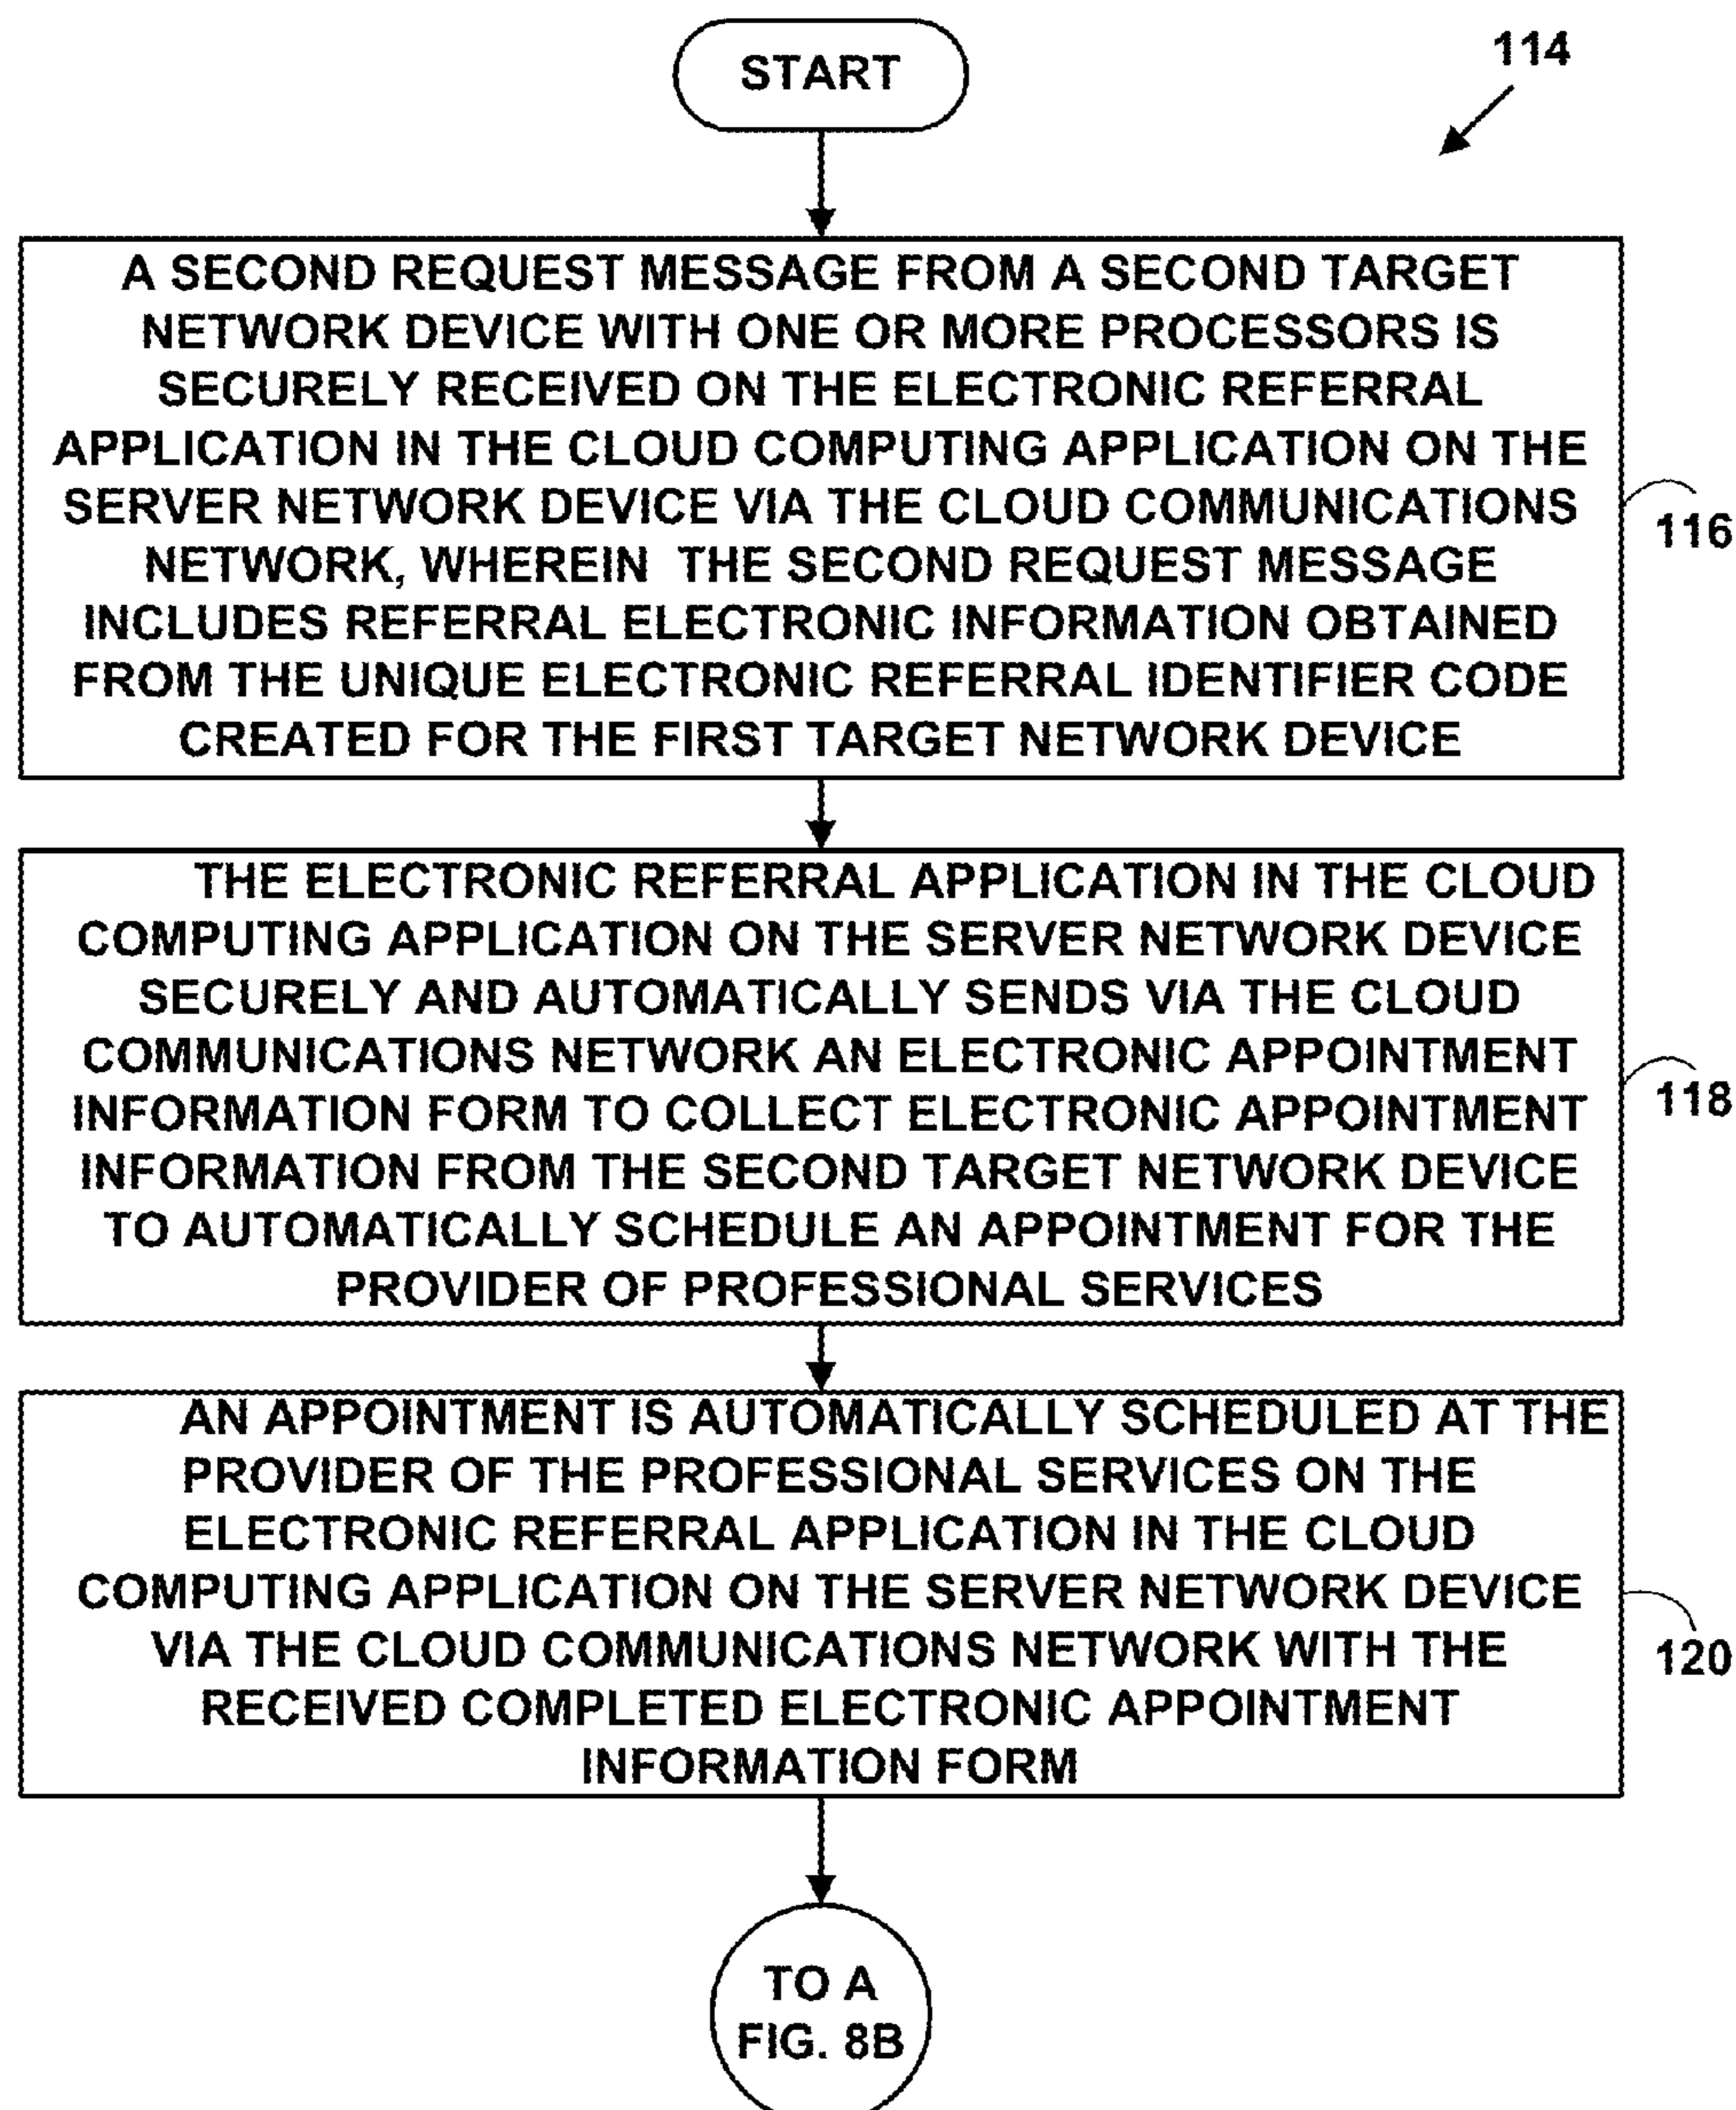 START
114
A SECOND REQUEST MESSAGE FROM A SECOND TARGET
NETWORK DEVICE WITH ONE OR MORE PROCESSORS IS
SECURELY RECEIVED ON THE ELECTRONIC REFERRAL
APPLICATION IN THE CLOUD COMPUTING APPLICATION ON THE
SERVER NETWORK DEVICE VIA THE CLOUD COMMUNICATIONS
NETWORK, WHEREIN THE SECOND REQUEST MESSAGE
INCLUDES REFERRAL ELECTRONIC INFORMATION OBTAINED
FROM THE UNIQUE ELECTRONIC REFERRAL IDENTIFIER CODE
CREATED FOR THE FIRST TARGET NETWORK DEVICE
116
THE ELECTRONIC REFERRAL APPLICATION IN THE CLOUD
COMPUTING APPLICATION ON THE SERVER NETWORK DEVICE
SECURELY AND AUTOMATICALLY SENDS VIA THE CLOUD
COMMUNICATIONS NETWORK AN ELECTRONIC APPOINTMENT
INFORMATION FORM TO COLLECT ELECTRONIC APPOINTMENT
INFORMATION FROM THE SECOND TARGET NETWORK DEVICE
TO AUTOMATICALLY SCHEDULE AN APPOINTMENT FOR THE
PROVIDER OF PROFESSIONAL SERVICES
118
AN APPOINTMENT IS AUTOMATICALLY SCHEDULED AT THE
PROVIDER OF THE PROFESSIONAL SERVICES ON THE
ELECTRONIC REFERRAL APPLICATION IN THE CLOUD
COMPUTING APPLICATION ON THE SERVER NETWORK DEVICE
VIA THE CLOUD COMMUNICATIONS NETWORK WITH THE
RECEIVED COMPLETED ELECTRONIC APPOINTMENT
INFORMATION FORM
120
TO A
FIG. 8B